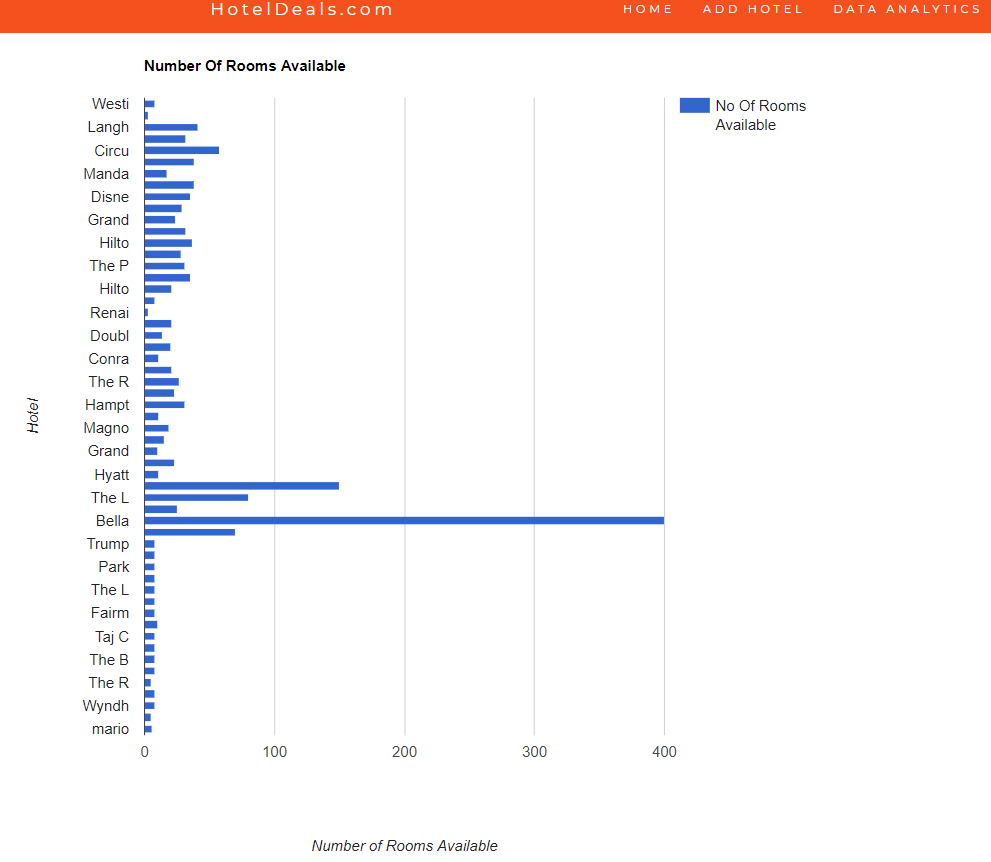 HotelDeals.com
HOME ADD HOTEL DATA ANALYTICS
Number Of Rooms Available
No Of Rooms
Available
Westi
Langh
Circu
Manda
Disne
Grand
Hilto
The P
Hilto
Renai
Doubl
Conra
The R
Hampt
Magno
Grand
Hyatt
The L
Bella
Trump
Park
The L
Fairm
Taj C
The B
The R
Wyndh
mario
Hotel
0 100 200 300 400
Number of Rooms Available